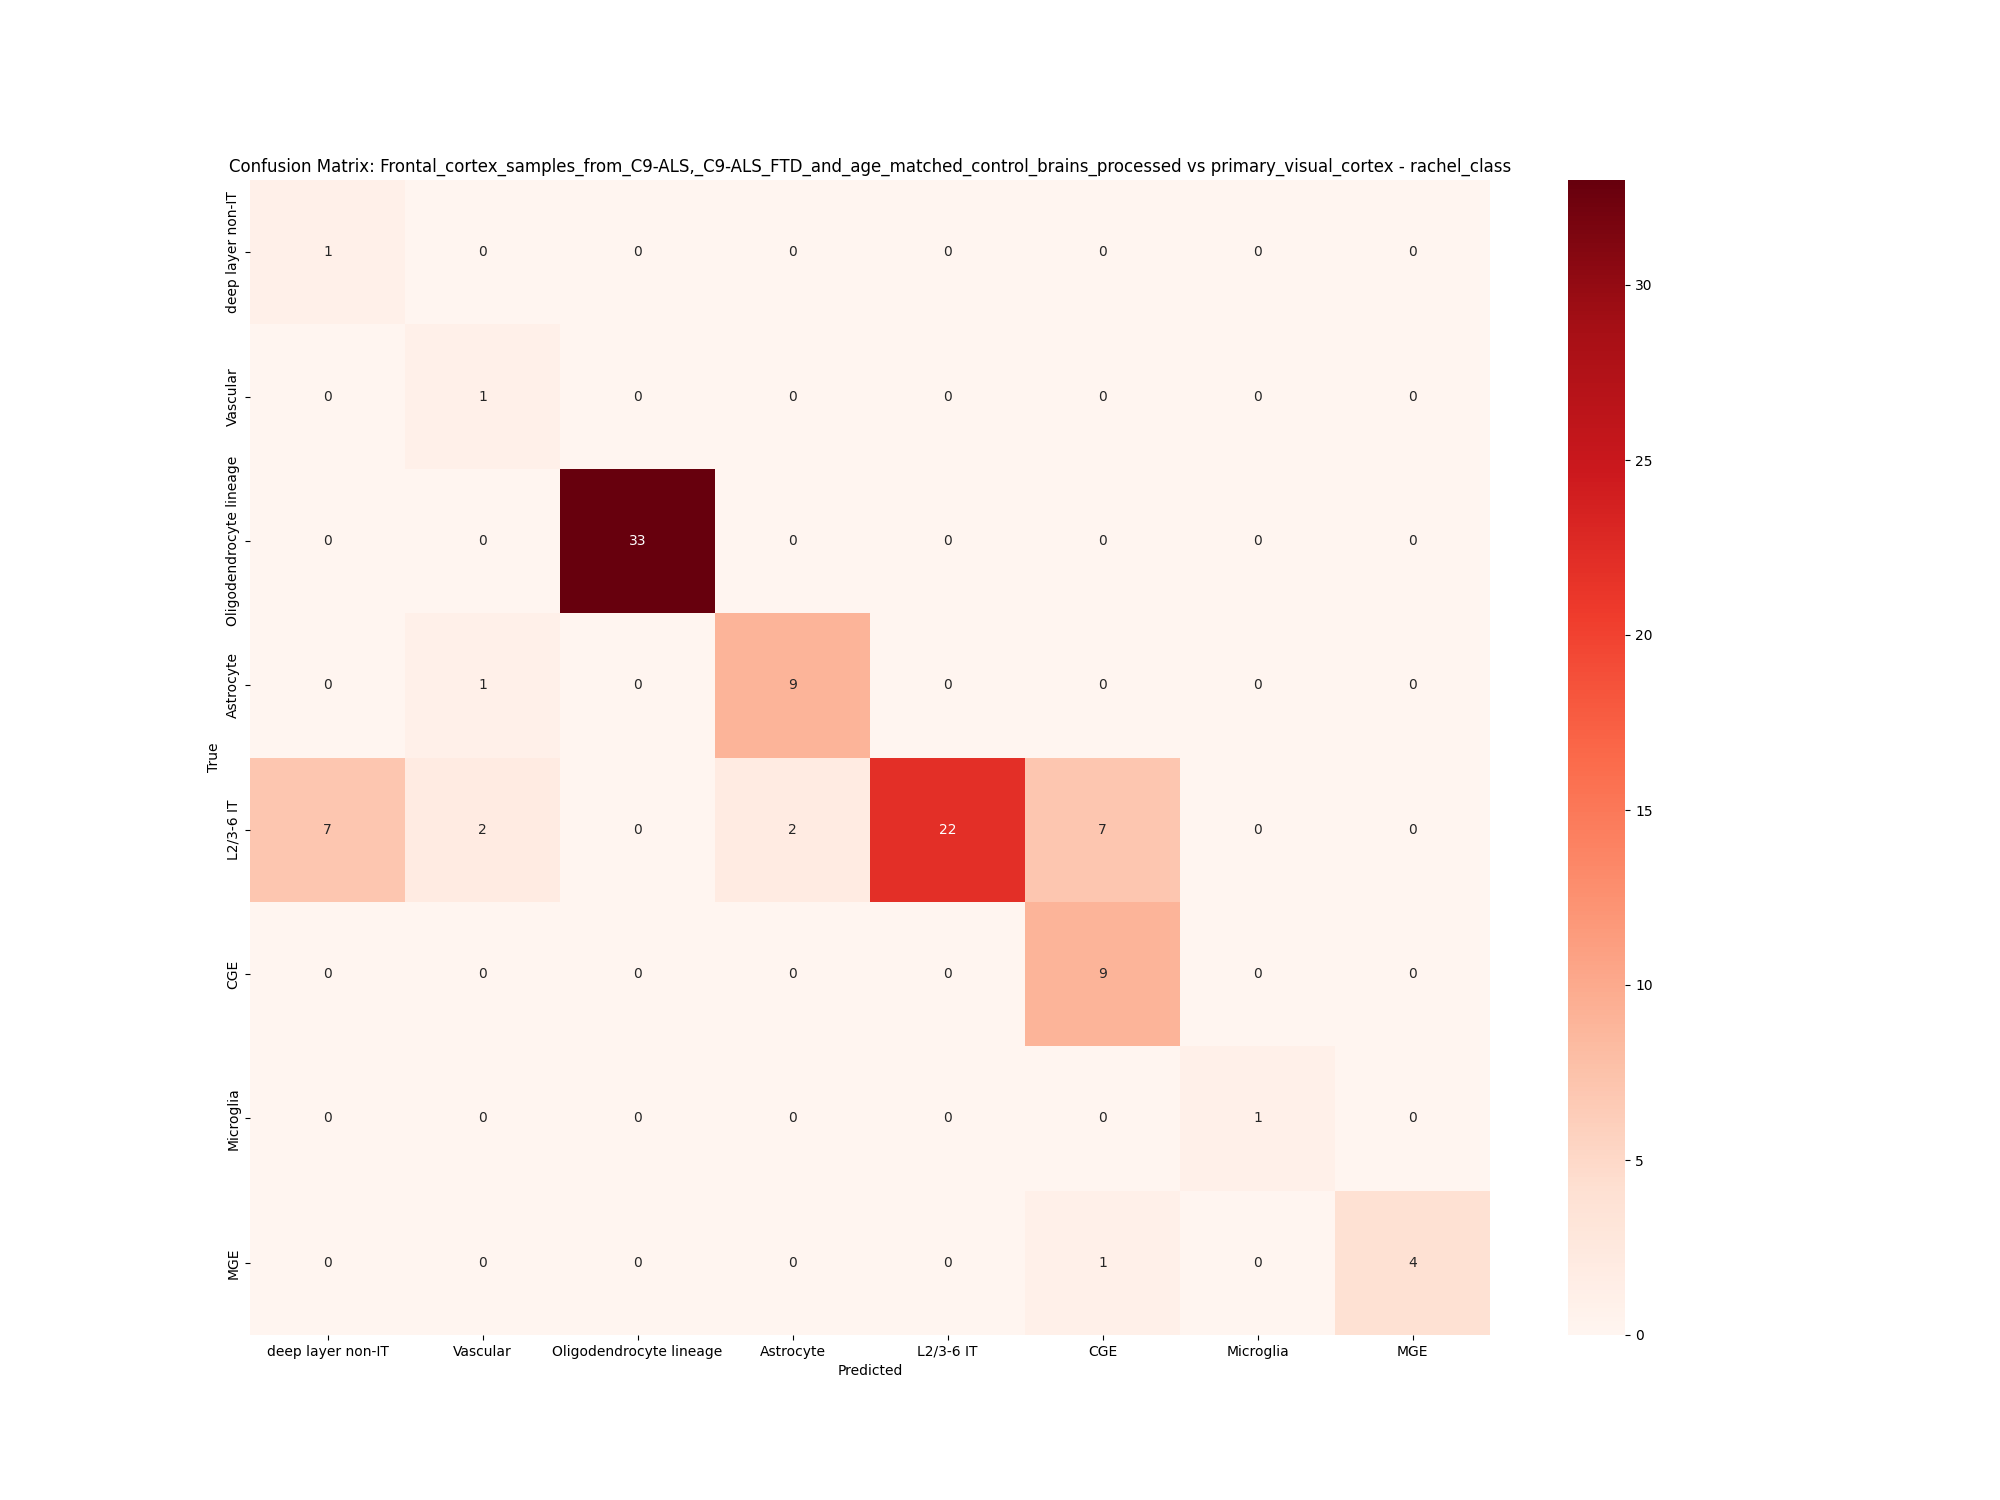 Confusion Matrix: Frontal_cortex_samples_from_C9-ALS,_C9-ALS_FTD_and_age_matched_control_brains_processed vs primary_visual_cortex - rachel_class
deep layer non-IT 1 0 0 0 0 0 0 0
Vascular 0 1 0 0 0 0 0 0
Oligodendrocyte lineage 0 0 33 0 0 0 0 0
Astrocyte 0 1 0 9 0 0 0 0
True
L2/3-6 IT 7 2 0 2 22 7 0 0
CGE 0 0 0 0 0 9 0 0
Microglia 0 0 0 0 0 0 1 0
MGE 0 0 0 0 0 1 0 4
deep layer non-IT Vascular Oligodendrocyte lineage Astrocyte L2/3-6 IT CGE Microglia MGE
Predicted
30
25
20
15
10
5
0